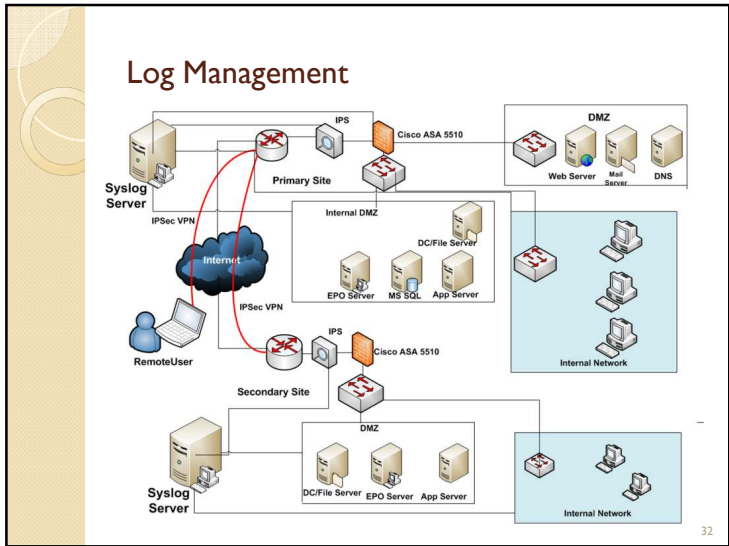 Log Management
IPS
Cisco ASA 5510
DMZ
Web Server
Mail
Server
DNS
Syslog
Server
Primary Site
IPSec VPN
Internal DMZ
DC/File Server
EPO Server
MS SQL
App Server
Internet
IPSec VPN
RemoteUser
Internal Network
IPS
Cisco ASA 5510
Secondary Site
DMZ
DC/File Server
EPO Server
App Server
Syslog
Server
Internal Network
32